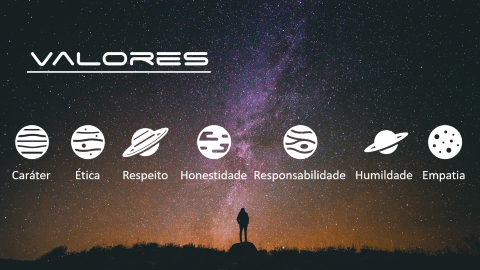 VALORES
Caráter Ética Respeito Honestidade Responsabilidade Humildade Empatia